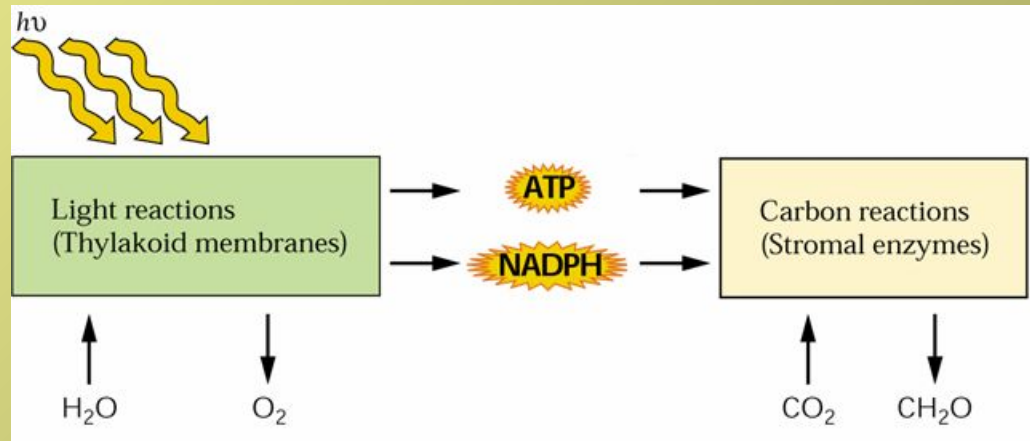 hυ
Light reactions
(Thylakoid membranes)
ATP
NADPH
Carbon reactions
(Stromal enzymes)
H₂O
O₂
CO₂
CH₂O